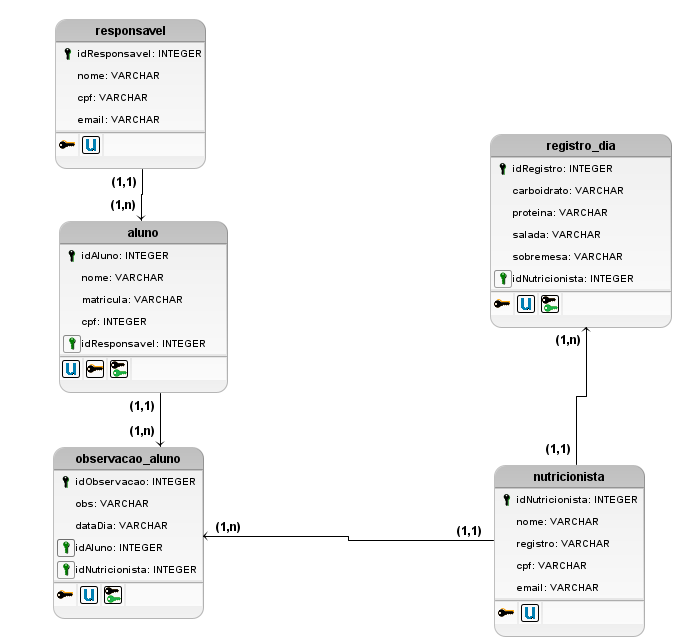 responsavel
idResponsavel: INTEGER
nome: VARCHAR
cpf: VARCHAR
email: VARCHAR
(1,1)
(1,n)
aluno
idAluno: INTEGER
nome: VARCHAR
matricula: VARCHAR
cpf: INTEGER
idResponsavel: INTEGER
(1,1)
(1,n)
observacao_aluno
idObservacao: INTEGER
obs: VARCHAR
dataDia: VARCHAR
idAluno: INTEGER
idNutricionista: INTEGER
(1,n)
(1,1)
registro_dia
idRegistro: INTEGER
carboidrato: VARCHAR
proteina: VARCHAR
salada: VARCHAR
sobremesa: VARCHAR
idNutricionista: INTEGER
(1,n)
(1,1)
nutricionista
idNutricionista: INTEGER
nome: VARCHAR
registro: VARCHAR
cpf: VARCHAR
email: VARCHAR